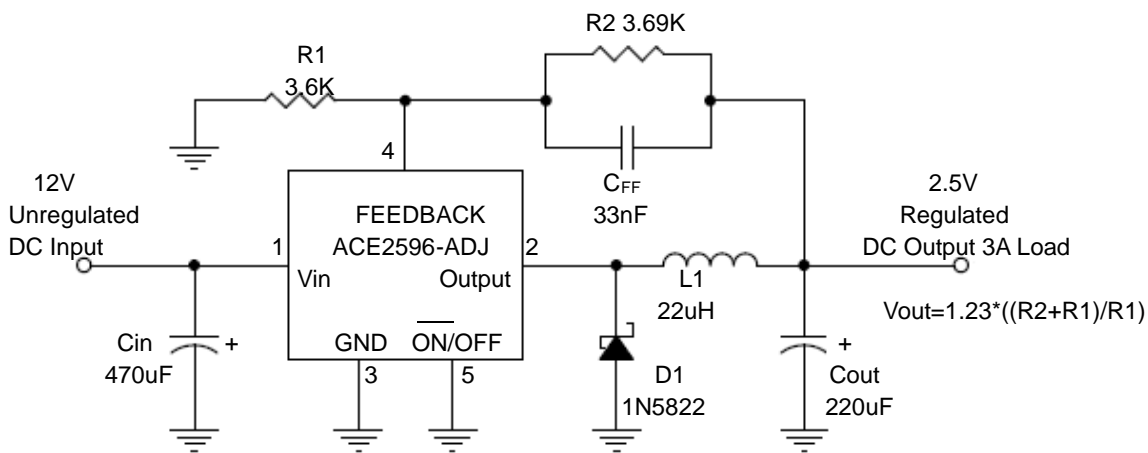 R2 3.69K
R1
3.6K
4
CFF
33nF
12V
Unregulated
DC Input
FEEDBACK
ACE2596-ADJ
1
2
Vin
Output
GND
ON/OFF
3
5
Cin
+
470uF
L1
22uH
D1
1N5822
2.5V
Regulated
DC Output 3A Load
Vout=1.23*((R2+R1)/R1)
+
Cout
220uF